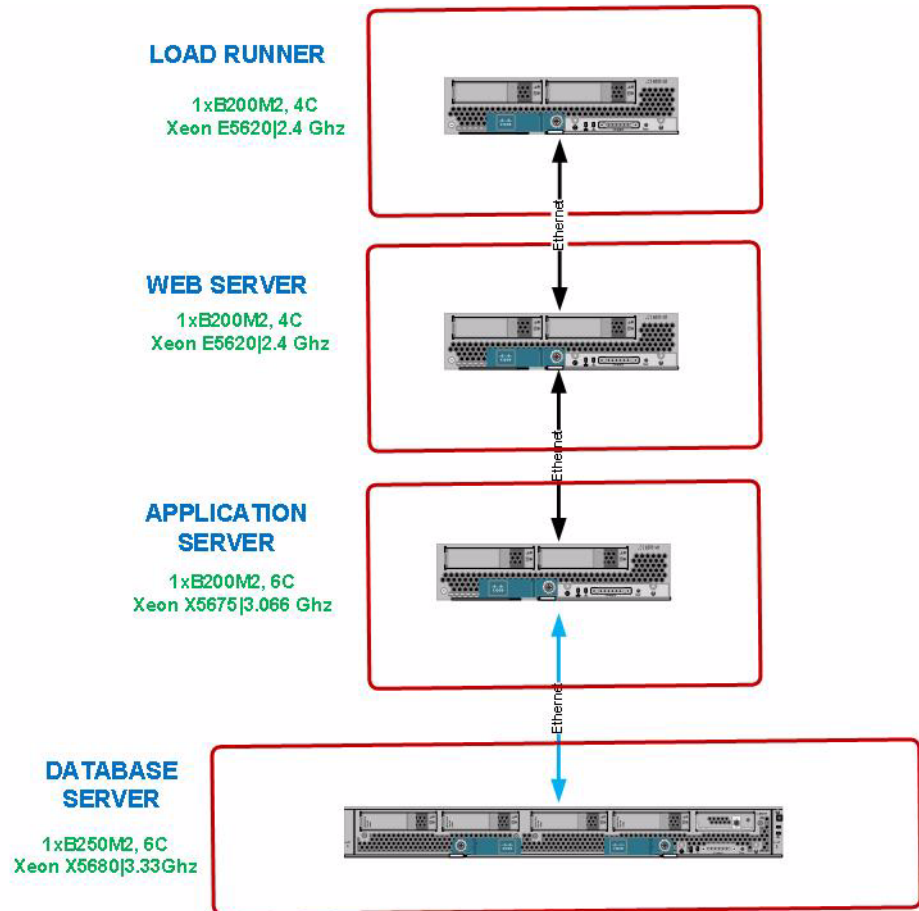 LOAD RUNNER
1xB200M2, 4C
Xeon E5620|2.4 Ghz
Ethernet
WEB SERVER
1xB200M2, 4C
Xeon E5620|2.4 Ghz
Ethernet
APPLICATION
SERVER
1xB200M2, 6C
Xeon X5675|3.066 Ghz
Ethernet
DATABASE
SERVER
1xB250M2, 6C
Xeon X5680|3.33Ghz